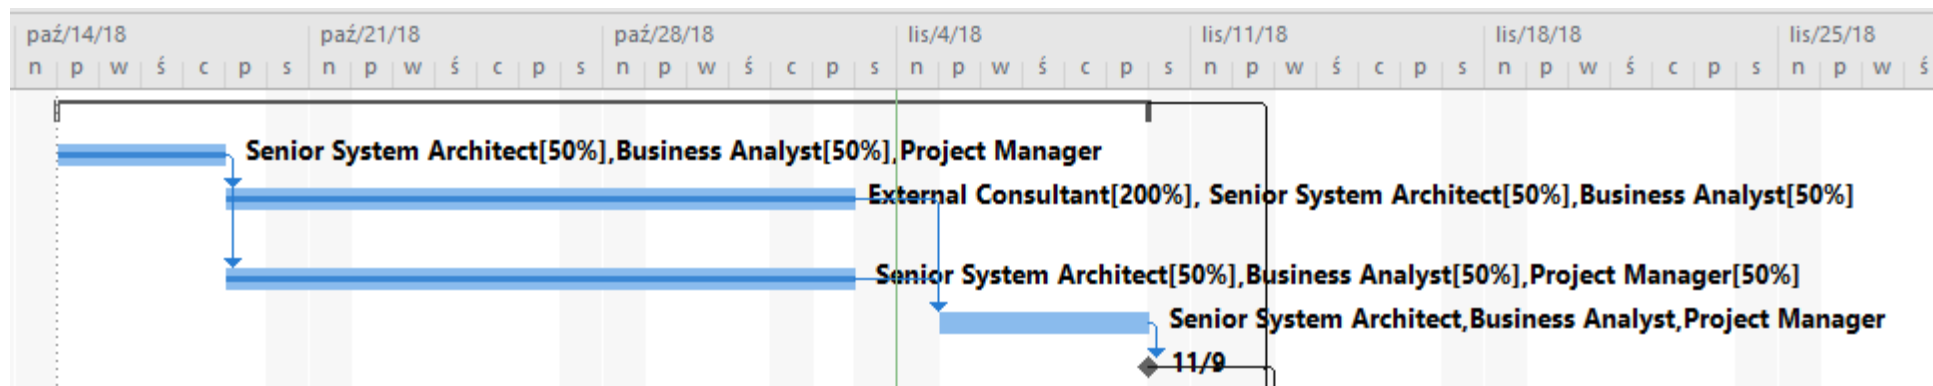 paź/14/18 paź/21/18 paź/28/18 lis/4/18 lis/11/18 lis/18/18 lis/25/18
n p w ś c p s n p w ś c p s n p w ś c p s n p w ś c p s n p w ś c p s n p w ś c p s n p w ś
Senior System Architect[50%],Business Analyst[50%],Project Manager
External Consultant[200%], Senior System Architect[50%],Business Analyst[50%]
Senior System Architect[50%],Business Analyst[50%],Project Manager[50%]
Senior System Architect,Business Analyst,Project Manager
11/9